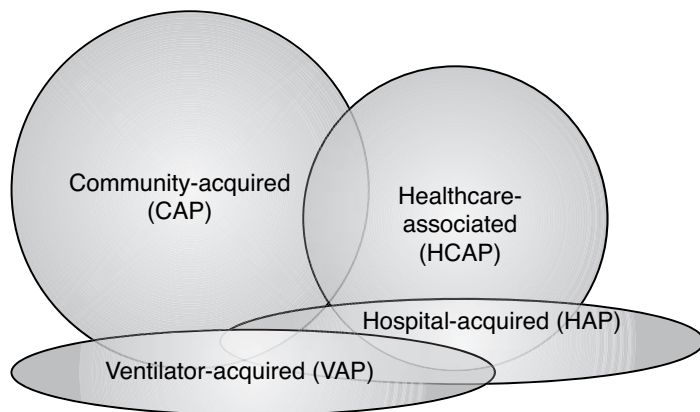 Community-acquired
(CAP)
Healthcare-
associated
(HCAP)
Hospital-acquired (HAP)
Ventilator-acquired (VAP)